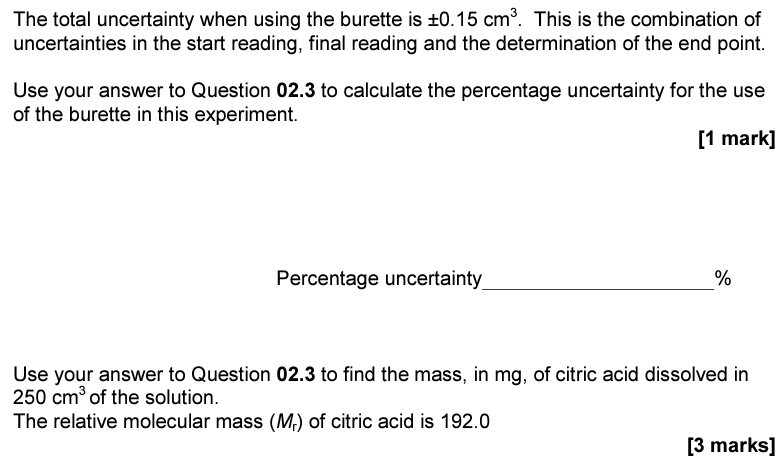 The total uncertainty when using the burette is ±0.15 cm³.  This is the combination of
uncertainties in the start reading, final reading and the determination of the end point.
Use your answer to Question 02.3 to calculate the percentage uncertainty for the use
of the burette in this experiment.
[1 mark]
Percentage uncertainty____________________%
Use your answer to Question 02.3 to find the mass, in mg, of citric acid dissolved in
250 cm³ of the solution.
The relative molecular mass (Mᵣ) of citric acid is 192.0
[3 marks]